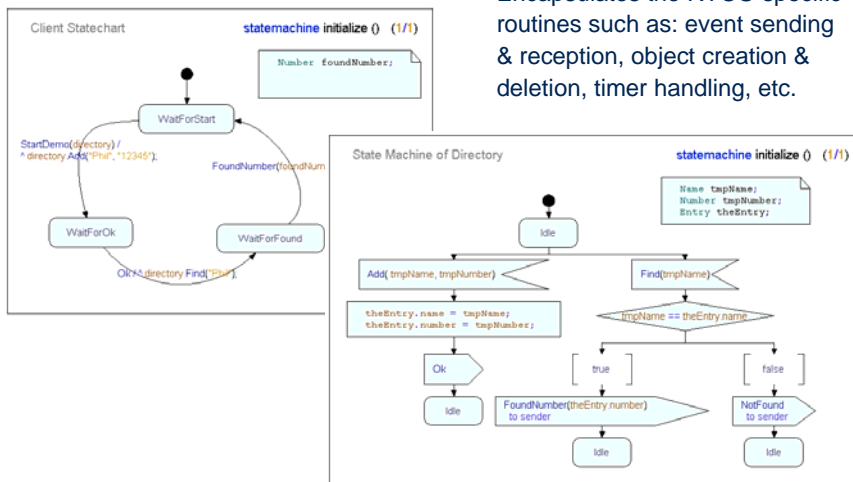 routines such as: event sending
& reception, object creation &
deletion, timer handling, etc.
Client Statechart
statemachine initialize () (1/1)
Number foundNumber;
WaitForStart
StartDemo(directory) /
^ directory.Add("Phil", "12345");
FoundNumber(foundNum
WaitForOk
WaitForFound
Ok / ^ directory.Find("Phil");
State Machine of Directory
statemachine initialize () (1/1)
Name tmpName;
Number tmpNumber;
Entry theEntry;
Idle
Add( tmpName, tmpNumber)
Find(tmpName)
theEntry.name = tmpName;
theEntry.number = tmpNumber;
tmpName == theEntry.name
Ok
true
false
Idle
FoundNumber(theEntry.number)
to sender
NotFound
to sender
Idle
Idle